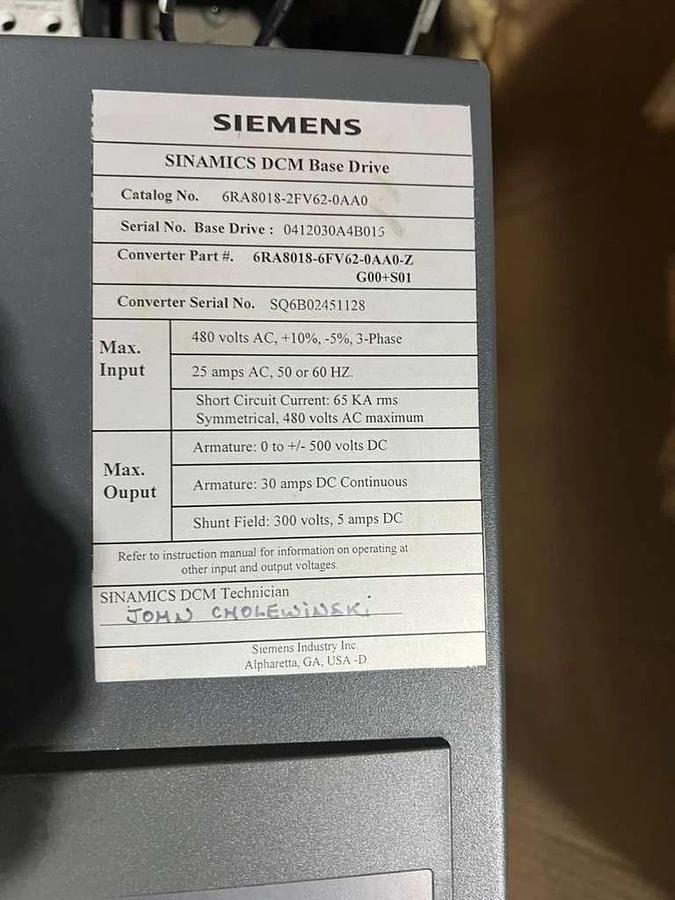 SIEMENS
SINAMICS DCM Base Drive
Catalog No. 6RA8018-2FV62-0AA0
Serial No. Base Drive : 0412030A4B015
Converter Part #. 6RA8018-6FV62-0AA0-Z
G00+S01
Converter Serial No. SQ6B02451128
Max.
Input
480 volts AC, +10%, -5%, 3-Phase
25 amps AC, 50 or 60 HZ.
Short Circuit Current: 65 KA rms
Symmetrical, 480 volts AC maximum
Max.
Ouput
Armature: 0 to +/- 500 volts DC
Armature: 30 amps DC Continuous
Shunt Field: 300 volts, 5 amps DC
Refer to instruction manual for information on operating at
other input and output voltages.
SINAMICS DCM Technician
JOHN CHOLEWINSKI
Siemens Industry Inc.
Alpharetta, GA, USA -D